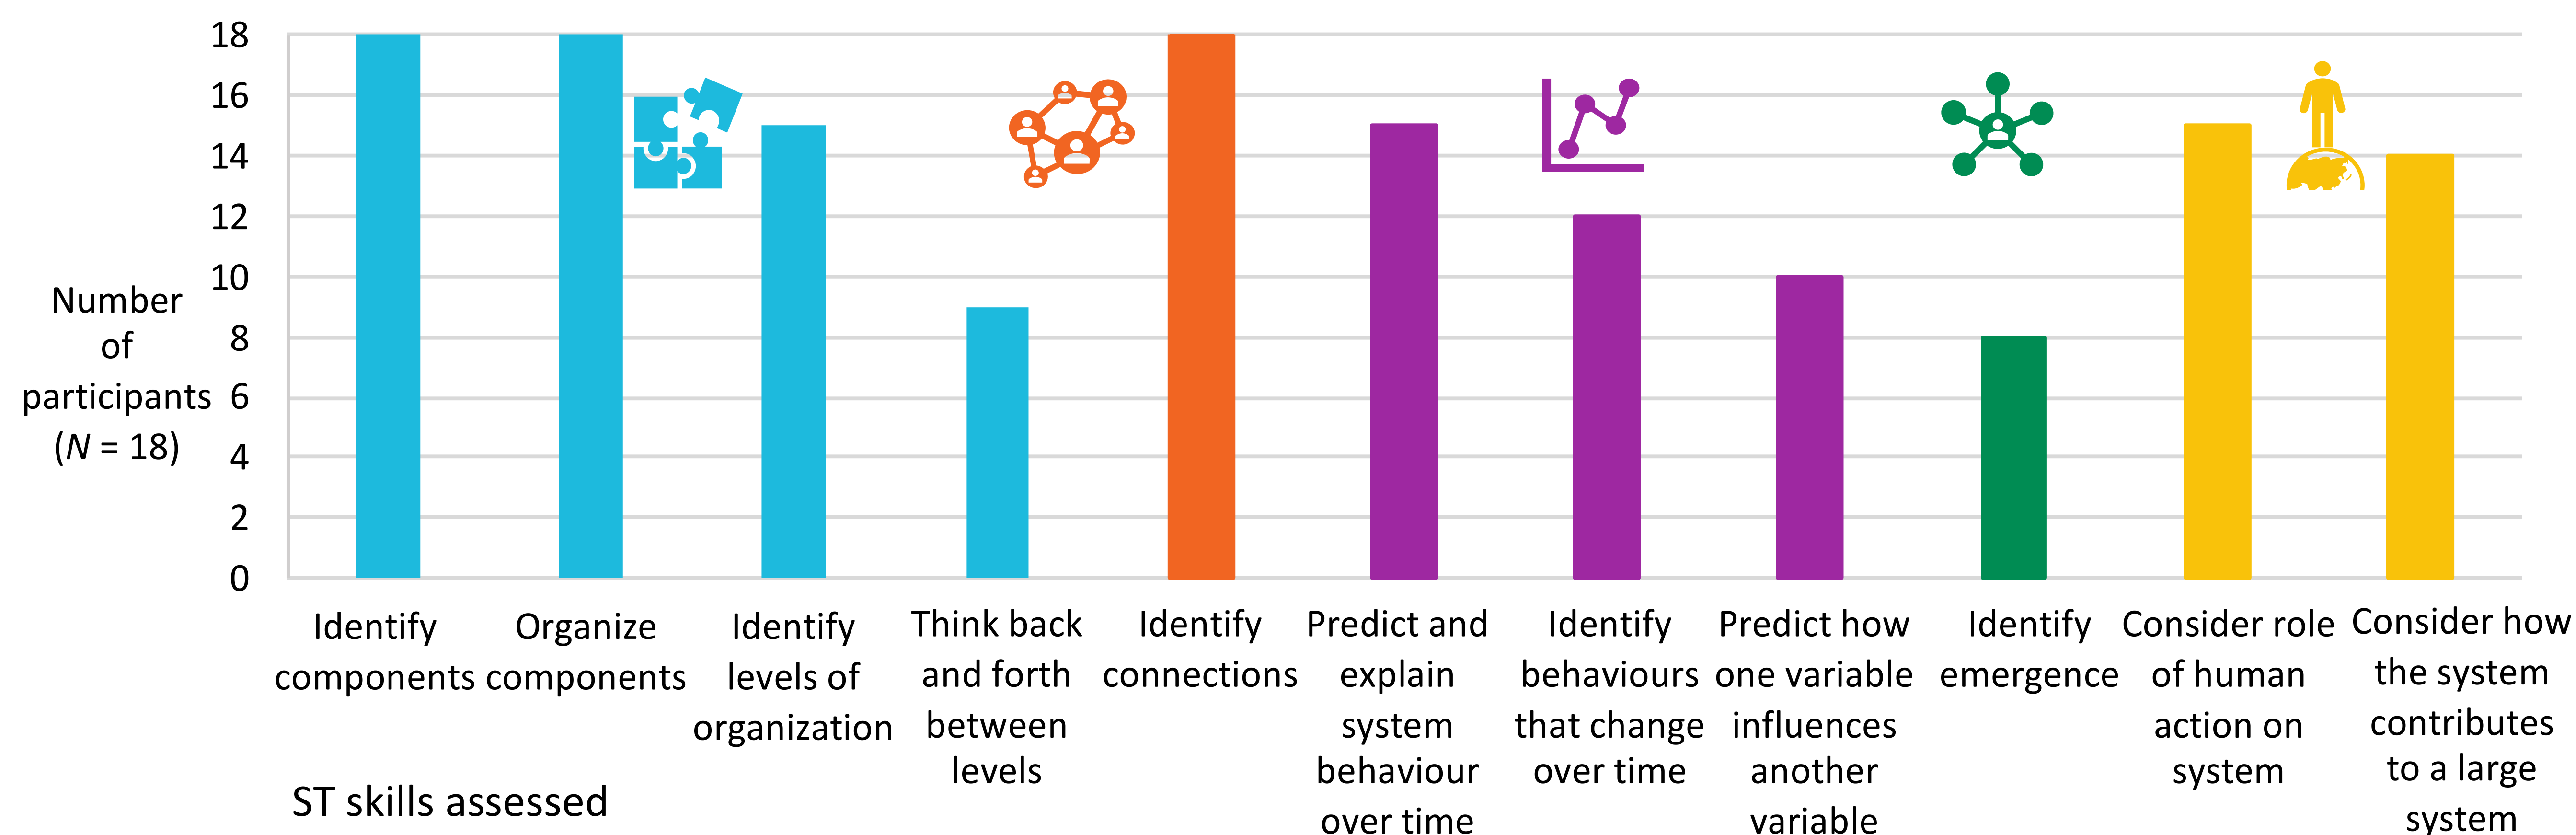 18
16
14
12
10
8
6
4
2
0
Number
of
participants
(N = 18)
Identify
components
Organize
components
Identify
levels of
organization
Think back
and forth
between
levels
Identify
connections
Predict and
explain
system
behaviour
over time
Identify
behaviours
that change
over time
Predict how
one variable
influences
another
variable
Identify
emergence
Consider role
of human
action on
system
Consider how
the system
contributes
to a large
system
ST skills assessed